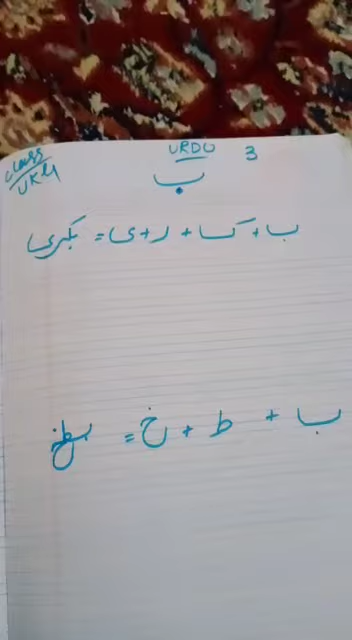 Class
UKG
URDU 3
ب
ب + ک + ر + ی = بکری
ب + ط + خ = بطخ